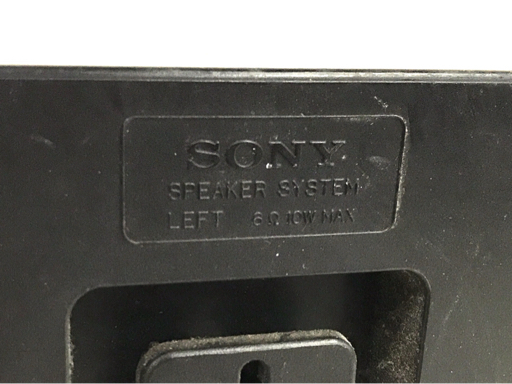 SONY
SPEAKER SYSTEM
LEFT 6Ω 10W MAX